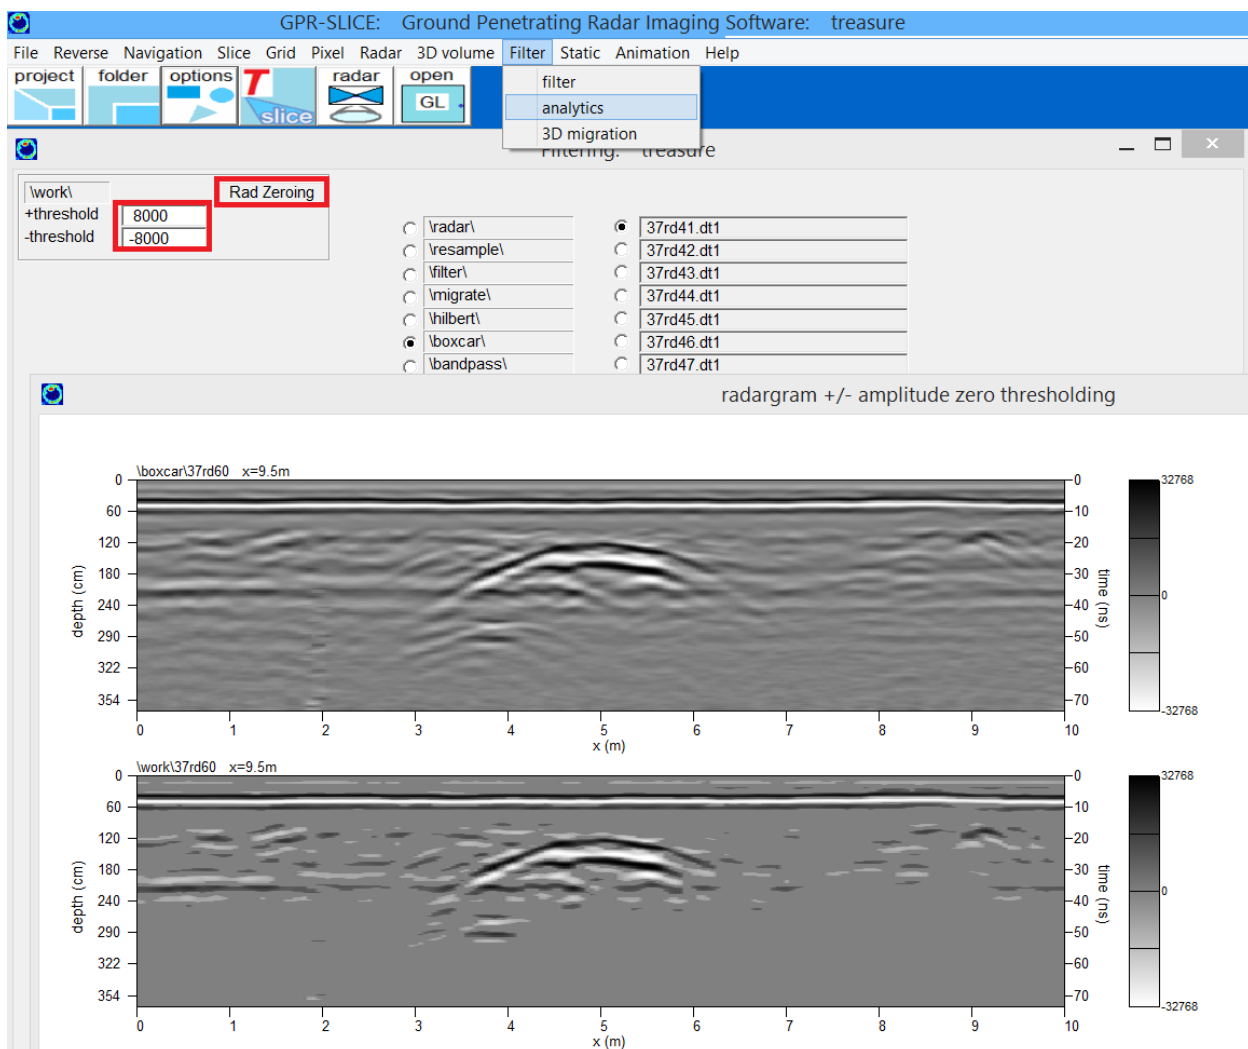 GPR-SLICE: Ground Penetrating Radar Imaging Software: treasure
File Reverse Navigation Slice Grid Pixel Radar 3D volume Filter Static Animation Help
project folder options T slice radar open GL
filter
analytics
3D migration
Filtering: treasure
\work\ Rad Zeroing
+threshold 8000
-threshold -8000
\radar\ 37rd41.dt1
\resample\ 37rd42.dt1
\filter\ 37rd43.dt1
\migrate\ 37rd44.dt1
\hilbert\ 37rd45.dt1
\boxcar\ 37rd46.dt1
\bandpass\ 37rd47.dt1
radargram +/- amplitude zero thresholding
\boxcar\37rd60 x=9.5m
0 0 32768
60 10
120 20
180 30
240 40
290 50
322 60
354 70
depth (cm)
time (ns)
0
-32768
0 1 2 3 4 5 6 7 8 9 10
x (m)
\work\37rd60 x=9.5m
0 0 32768
60 10
120 20
180 30
240 40
290 50
322 60
354 70
depth (cm)
time (ns)
0
-32768
0 1 2 3 4 5 6 7 8 9 10
x (m)